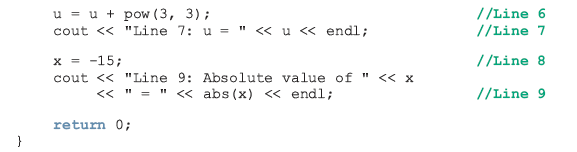 u = u + pow(3, 3); //Line 6
cout << "Line 7: u = " << u << endl; //Line 7
x = -15; //Line 8
cout << "Line 9: Absolute value of " << x
<< " = " << abs(x) << endl; //Line 9
return 0;
}